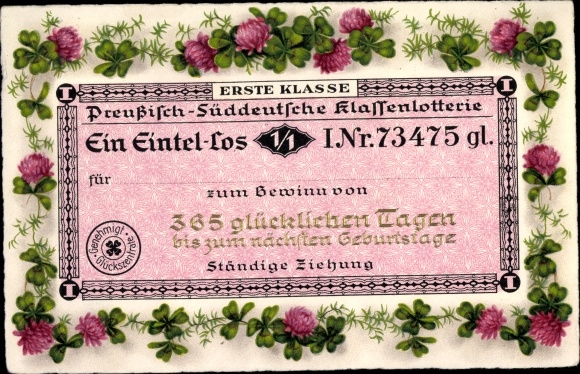 ERSTE KLASSE
I I
Preußisch-Süddeutsche Klassenlotterie
Ein Eintel-Los 1/1 I.Nr.73475 gl.
für
zum Gewinn von
365 glücklichen Tagen
bis zum nächsten Geburtstage
Genehmigt · Glückszentrale
Ständige Ziehung
I I